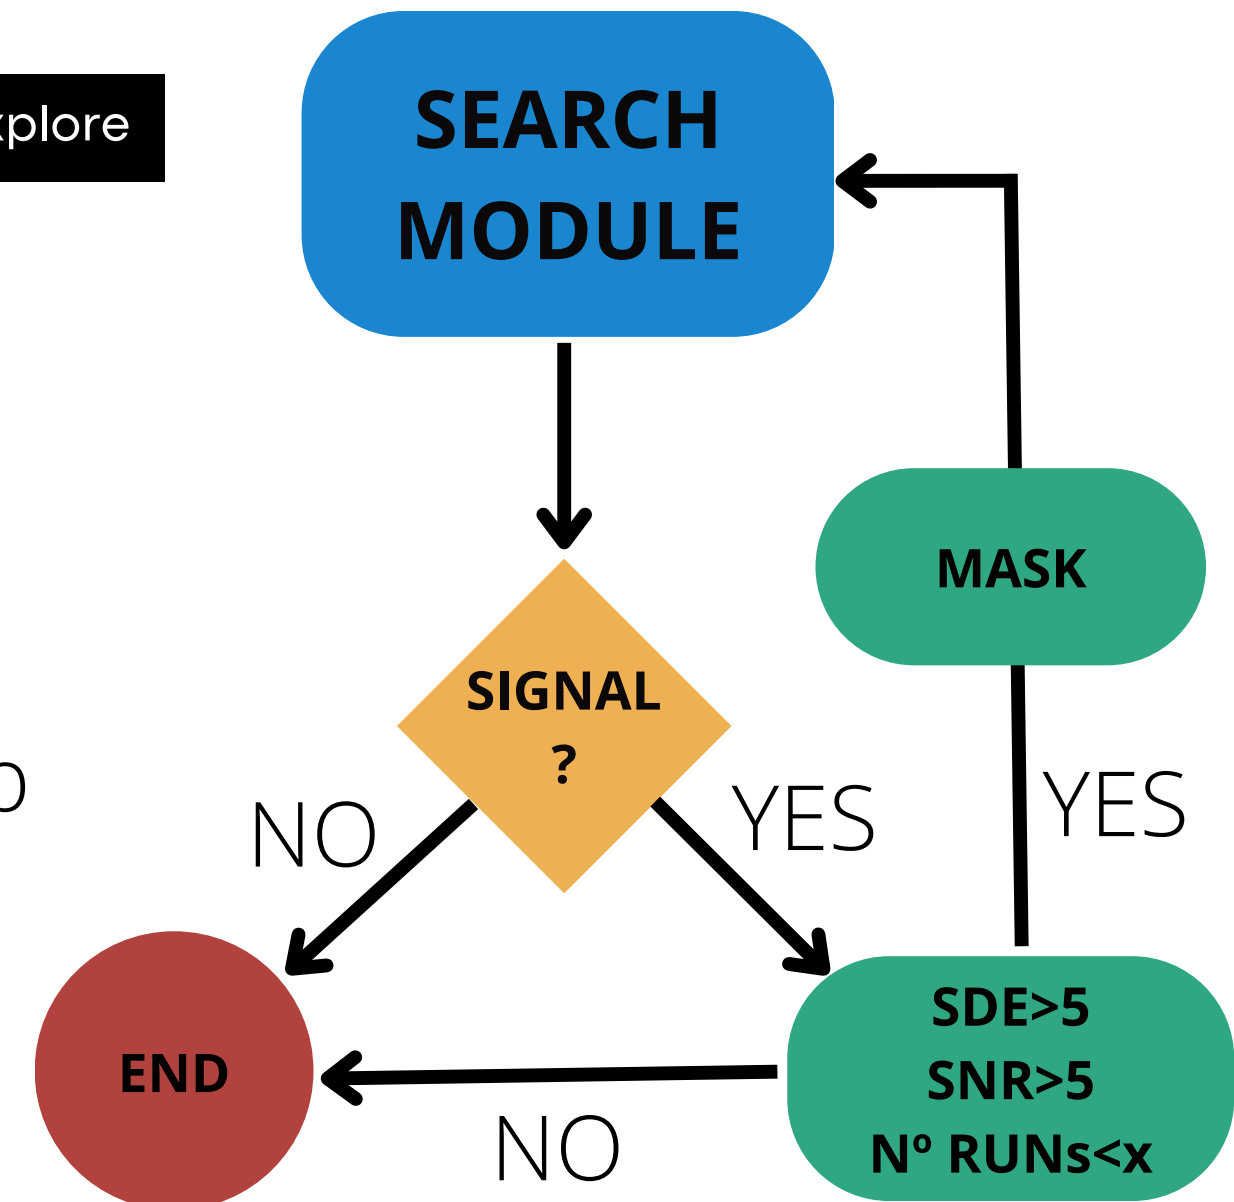 SEARCH
MODULE
xplore
MASK
SIGNAL
?
NO
YES
YES
END
SDE>5
SNR>5
Nº RUNs<x
NO